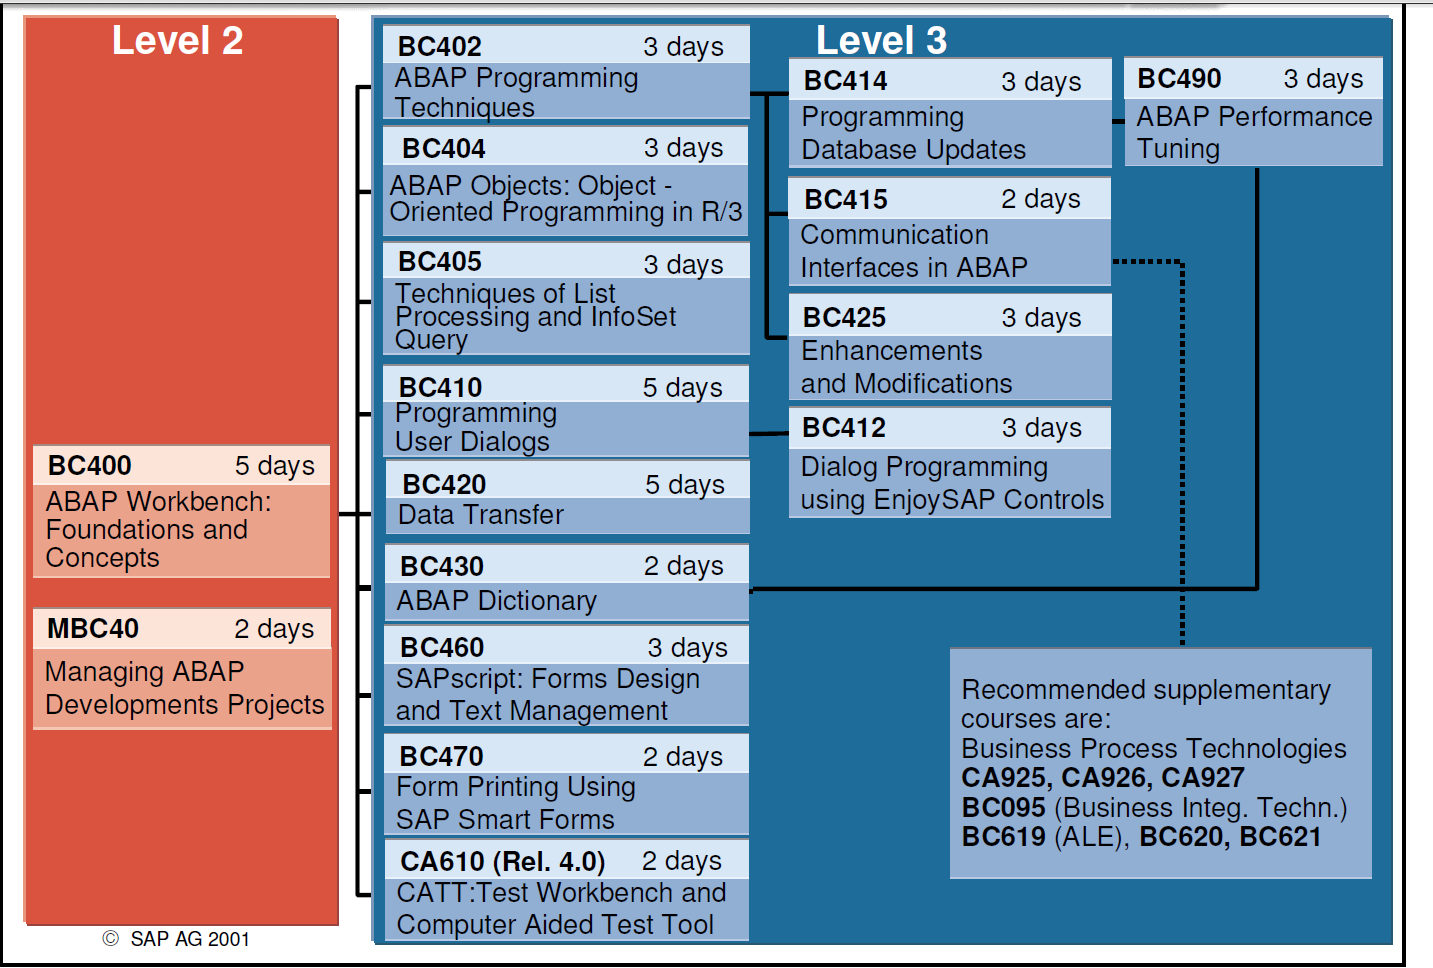 Level 2
BC400 5 days
ABAP Workbench:
Foundations and
Concepts
MBC40 2 days
Managing ABAP
Developments Projects
© SAP AG 2001
Level 3
BC402 3 days
ABAP Programming
Techniques
BC404 3 days
ABAP Objects: Object -
Oriented Programming in R/3
BC405 3 days
Techniques of List
Processing and InfoSet
Query
BC410 5 days
Programming
User Dialogs
BC420 5 days
Data Transfer
BC430 2 days
ABAP Dictionary
BC460 3 days
SAPscript: Forms Design
and Text Management
BC470 2 days
Form Printing Using
SAP Smart Forms
CA610 (Rel. 4.0) 2 days
CATT:Test Workbench and
Computer Aided Test Tool
BC414 3 days
Programming
Database Updates
BC415 2 days
Communication
Interfaces in ABAP
BC425 3 days
Enhancements
and Modifications
BC412 3 days
Dialog Programming
using EnjoySAP Controls
BC490 3 days
ABAP Performance
Tuning
Recommended supplementary
courses are:
Business Process Technologies
CA925, CA926, CA927
BC095 (Business Integ. Techn.)
BC619 (ALE), BC620, BC621